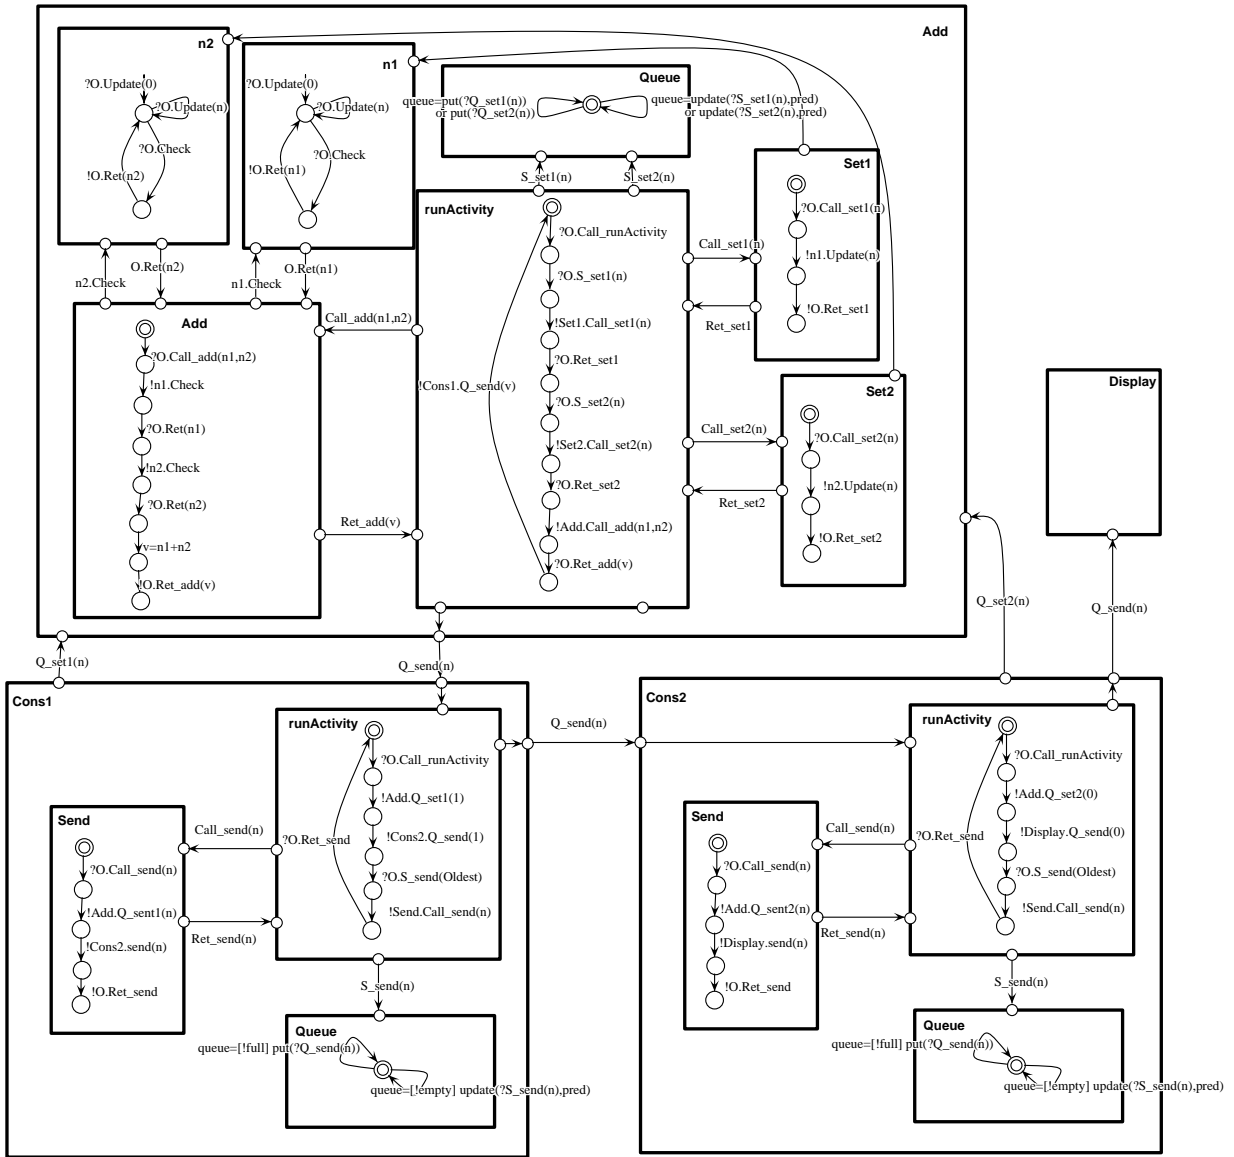 Add
n2
?O.Update(0)
?O.Update(n)
?O.Check
!O.Ret(n2)
n1
?O.Update(0)
?O.Update(n)
?O.Check
!O.Ret(n1)
Queue
queue=put(?Q_set1(n))
or put(?Q_set2(n))
queue=update(?S_set1(n),pred)
or update(?S_set2(n),pred)
S_set1(n)
S_set2(n)
n2.Check
O.Ret(n2)
n1.Check
O.Ret(n1)
Add
?O.Call_add(n1,n2)
!n1.Check
?O.Ret(n1)
!n2.Check
?O.Ret(n2)
v=n1+n2
!O.Ret_add(v)
Call_add(n1,n2)
Ret_add(v)
runActivity
?O.Call_runActivity
?O.S_set1(n)
!Set1.Call_set1(n)
?O.Ret_set1
?O.S_set2(n)
!Set2.Call_set2(n)
?O.Ret_set2
!Add.Call_add(n1,n2)
?O.Ret_add(v)
!Cons1.Q_send(v)
Call_set1(n)
Ret_set1
Call_set2(n)
Ret_set2
Set1
?O.Call_set1(n)
!n1.Update(n)
!O.Ret_set1
Set2
?O.Call_set2(n)
!n2.Update(n)
!O.Ret_set2
Display
Q_set2(n)
Q_send(n)
Q_set1(n)
Q_send(n)
Cons1
runActivity
?O.Call_runActivity
!Add.Q_set1(1)
!Cons2.Q_send(1)
?O.S_send(Oldest)
!Send.Call_send(n)
?O.Ret_send
Send
?O.Call_send(n)
!Add.Q_sent1(n)
!Cons2.send(n)
!O.Ret_send
Call_send(n)
Ret_send(n)
S_send(n)
Queue
queue=[!full] put(?Q_send(n))
queue=[!empty] update(?S_send(n),pred)
Q_send(n)
Cons2
runActivity
?O.Call_runActivity
!Add.Q_set2(0)
!Display.Q_send(0)
?O.S_send(Oldest)
!Send.Call_send(n)
?O.Ret_send
Send
?O.Call_send(n)
!Add.Q_sent2(n)
!Display.send(n)
!O.Ret_send
Call_send(n)
Ret_send(n)
S_send(n)
Queue
queue=[!full] put(?Q_send(n))
queue=[!empty] update(?S_send(n),pred)